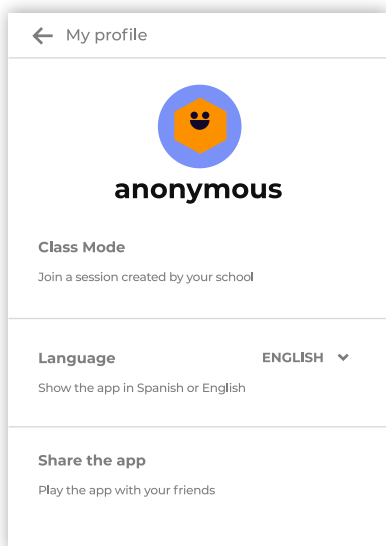 My profile
anonymous
Class Mode
Join a session created by your school
Language ENGLISH
Show the app in Spanish or English
Share the app
Play the app with your friends